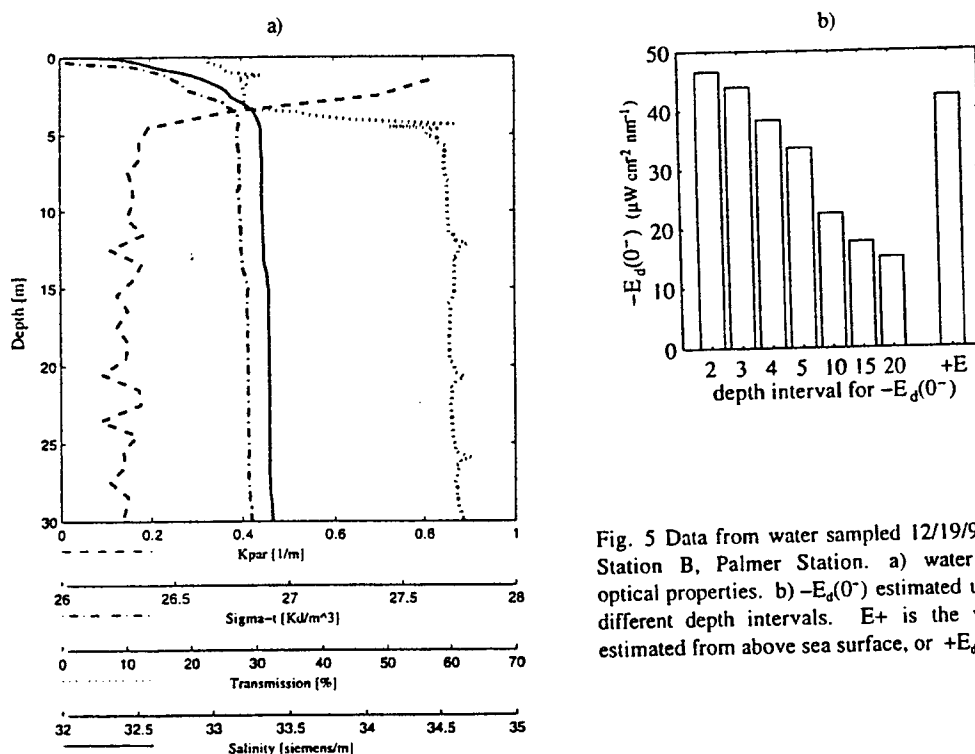 a)
0
5
10
15
20
25
30
Depth [m]
0 0.2 0.4 0.6 0.8 1
Kpar [1/m]
26 26.5 27 27.5 28
Sigma-t [Kd/m^3]
0 10 20 30 40 50 60 70
Transmission [%]
32 32.5 33 33.5 34 34.5 35
Salinity [siemens/m]
b)
50
40
30
20
10
0
−E_d(0⁻) (μW cm⁻² nm⁻¹)
2 3 4 5 10 15 20 +E
depth interval for −E_d(0⁻)
Fig. 5 Data from water sampled 12/19/9
Station B, Palmer Station. a) water
optical properties. b) −E_d(0⁻) estimated u
different depth intervals. E+ is the
estimated from above sea surface, or +E_d